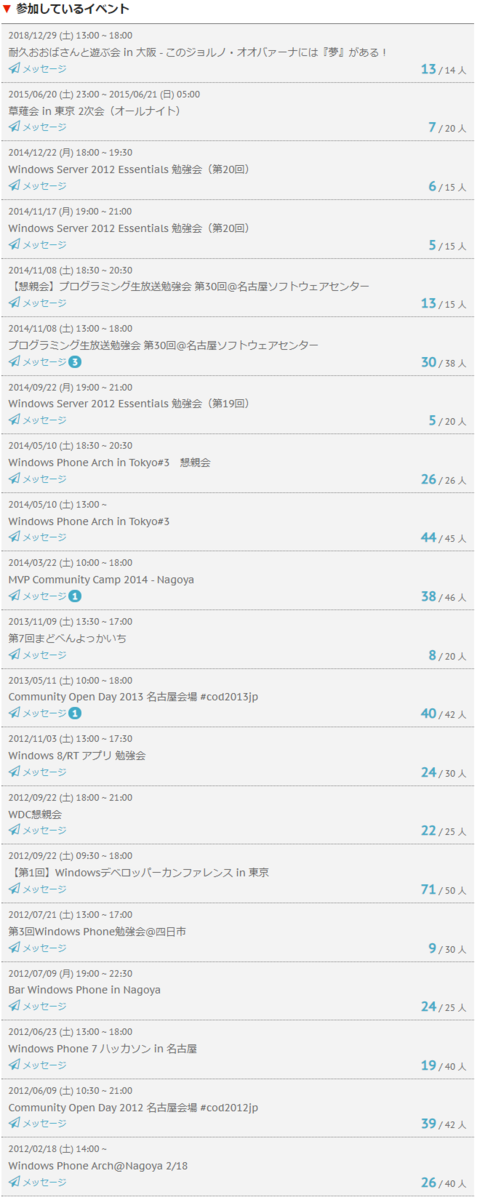 ▼ 参加しているイベント
2018/12/29 (土) 13:00 ~ 18:00
耐久おおばさんと遊ぶ会 in 大阪 - このジョルノ・オオバァーナには『夢』がある！
メッセージ
13 / 14 人
2015/06/20 (土) 23:00 ~ 2015/06/21 (日) 05:00
草薙会 in 東京 2次会（オールナイト）
メッセージ
7 / 20 人
2014/12/22 (月) 18:00 ~ 19:30
Windows Server 2012 Essentials 勉強会（第20回）
メッセージ
6 / 15 人
2014/11/17 (月) 19:00 ~ 21:00
Windows Server 2012 Essentials 勉強会（第20回）
メッセージ
5 / 15 人
2014/11/08 (土) 18:30 ~ 20:30
【懇親会】プログラミング生放送勉強会 第30回@名古屋ソフトウェアセンター
メッセージ
13 / 15 人
2014/11/08 (土) 13:00 ~ 18:00
プログラミング生放送勉強会 第30回@名古屋ソフトウェアセンター
メッセージ 3
30 / 38 人
2014/09/22 (月) 19:00 ~ 21:00
Windows Server 2012 Essentials 勉強会（第19回）
メッセージ
5 / 20 人
2014/05/10 (土) 18:30 ~ 20:30
Windows Phone Arch in Tokyo#3　懇親会
メッセージ
26 / 26 人
2014/05/10 (土) 13:00 ~
Windows Phone Arch in Tokyo#3
メッセージ
44 / 45 人
2014/03/22 (土) 10:00 ~ 18:00
MVP Community Camp 2014 - Nagoya
メッセージ 1
38 / 46 人
2013/11/09 (土) 13:30 ~ 17:00
第7回まどべんよっかいち
メッセージ
8 / 20 人
2013/05/11 (土) 10:00 ~ 18:00
Community Open Day 2013 名古屋会場 #cod2013jp
メッセージ 1
40 / 42 人
2012/11/03 (土) 13:00 ~ 17:30
Windows 8/RT アプリ 勉強会
メッセージ
24 / 30 人
2012/09/22 (土) 18:00 ~ 21:00
WDC懇親会
メッセージ
22 / 25 人
2012/09/22 (土) 09:30 ~ 18:00
【第1回】Windowsデベロッパーカンファレンス in 東京
メッセージ
71 / 50 人
2012/07/21 (土) 13:00 ~ 17:00
第3回Windows Phone勉強会@四日市
メッセージ
9 / 30 人
2012/07/09 (月) 19:00 ~ 22:30
Bar Windows Phone in Nagoya
メッセージ
24 / 25 人
2012/06/23 (土) 13:00 ~ 18:00
Windows Phone 7 ハッカソン in 名古屋
メッセージ
19 / 40 人
2012/06/09 (土) 10:30 ~ 21:00
Community Open Day 2012 名古屋会場 #cod2012jp
メッセージ
39 / 42 人
2012/02/18 (土) 14:00 ~
Windows Phone Arch@Nagoya 2/18
メッセージ
26 / 40 人